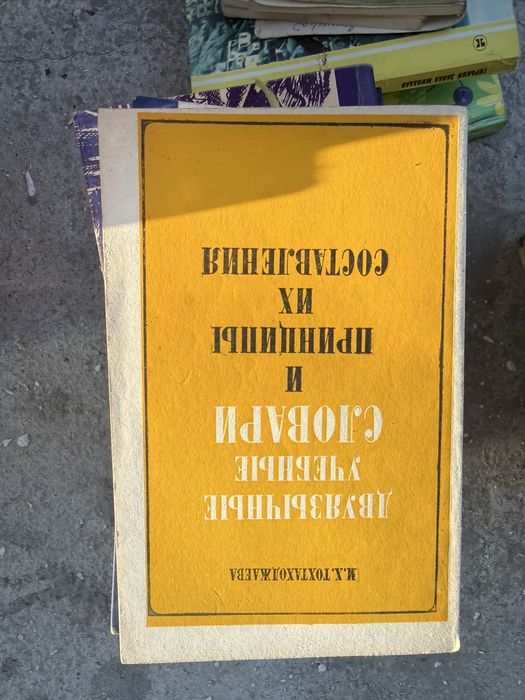 М.Х. ТОХТАХОДЖАЕВА
ДВУЯЗЫЧНЫЕ
УЧЕБНЫЕ
СЛОВАРИ
И
ПРИНЦИПЫ
ИХ
СОСТАВЛЕНИЯ